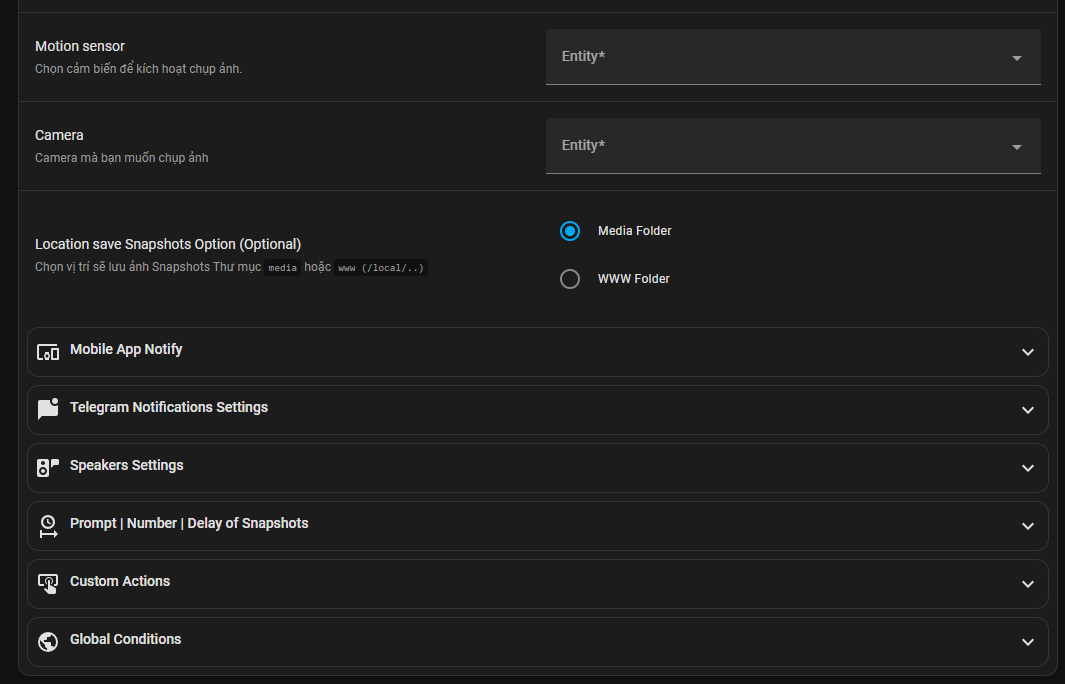 Motion sensor
Chọn cảm biến để kích hoạt chụp ảnh.
Entity*
Camera
Camera mà bạn muốn chụp ảnh
Entity*
Location save Snapshots Option (Optional)
Chọn vị trí sẽ lưu ảnh Snapshots Thư mục media hoặc www (/local/..)
Media Folder
WWW Folder
Mobile App Notify
Telegram Notifications Settings
Speakers Settings
Prompt | Number | Delay of Snapshots
Custom Actions
Global Conditions